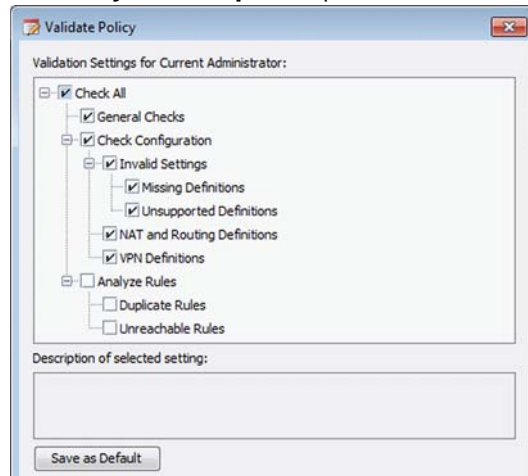 Validate Policy
Validation Settings for Current Administrator:
Check All
General Checks
Check Configuration
Invalid Settings
Missing Definitions
Unsupported Definitions
NAT and Routing Definitions
VPN Definitions
Analyze Rules
Duplicate Rules
Unreachable Rules
Description of selected setting:
Save as Default